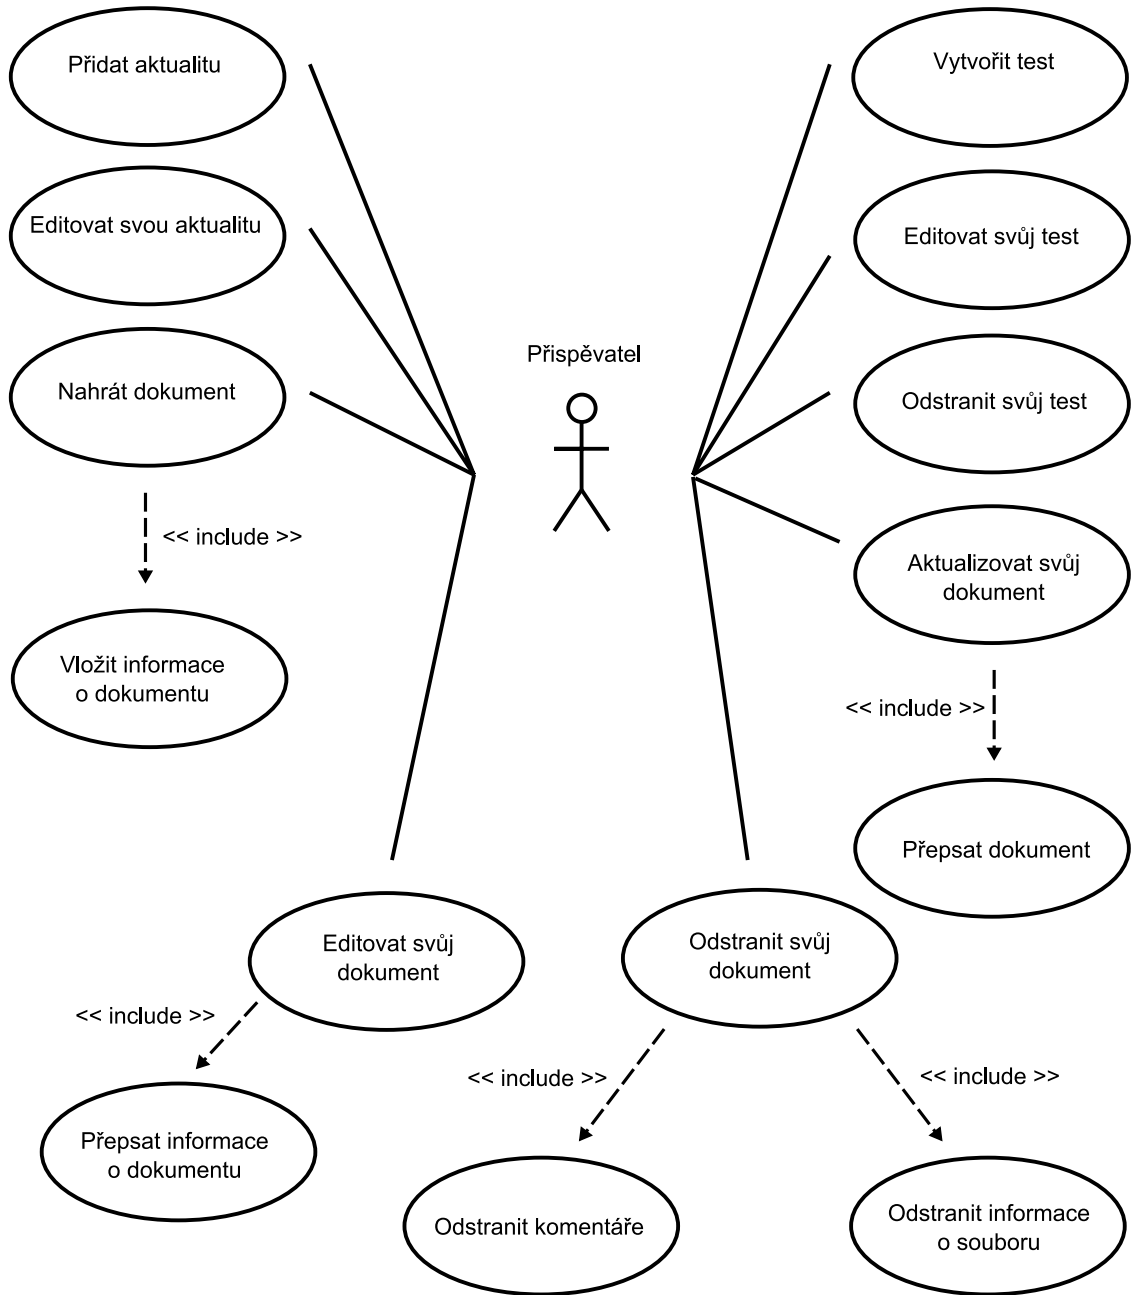 Přidat aktualitu
Vytvořit test
Editovat svou aktualitu
Editovat svůj test
Přispěvatel
Nahrát dokument
Odstranit svůj test
<< include >>
Aktualizovat svůj
dokument
Vložit informace
o dokumentu
<< include >>
Přepsat dokument
Editovat svůj
dokument
Odstranit svůj
dokument
<< include >>
<< include >>
<< include >>
Přepsat informace
o dokumentu
Odstranit komentáře
Odstranit informace
o souboru